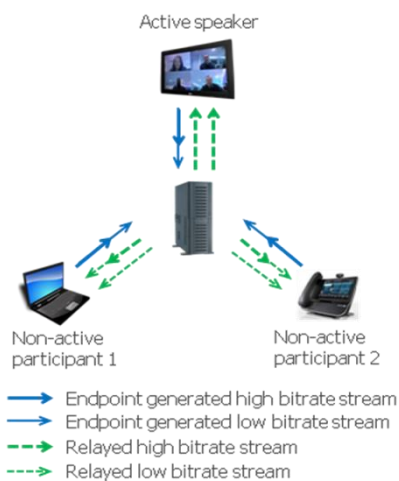 Active speaker
Non-active
participant 1
Non-active
participant 2
Endpoint generated high bitrate stream
Endpoint generated low bitrate stream
Relayed high bitrate stream
Relayed low bitrate stream